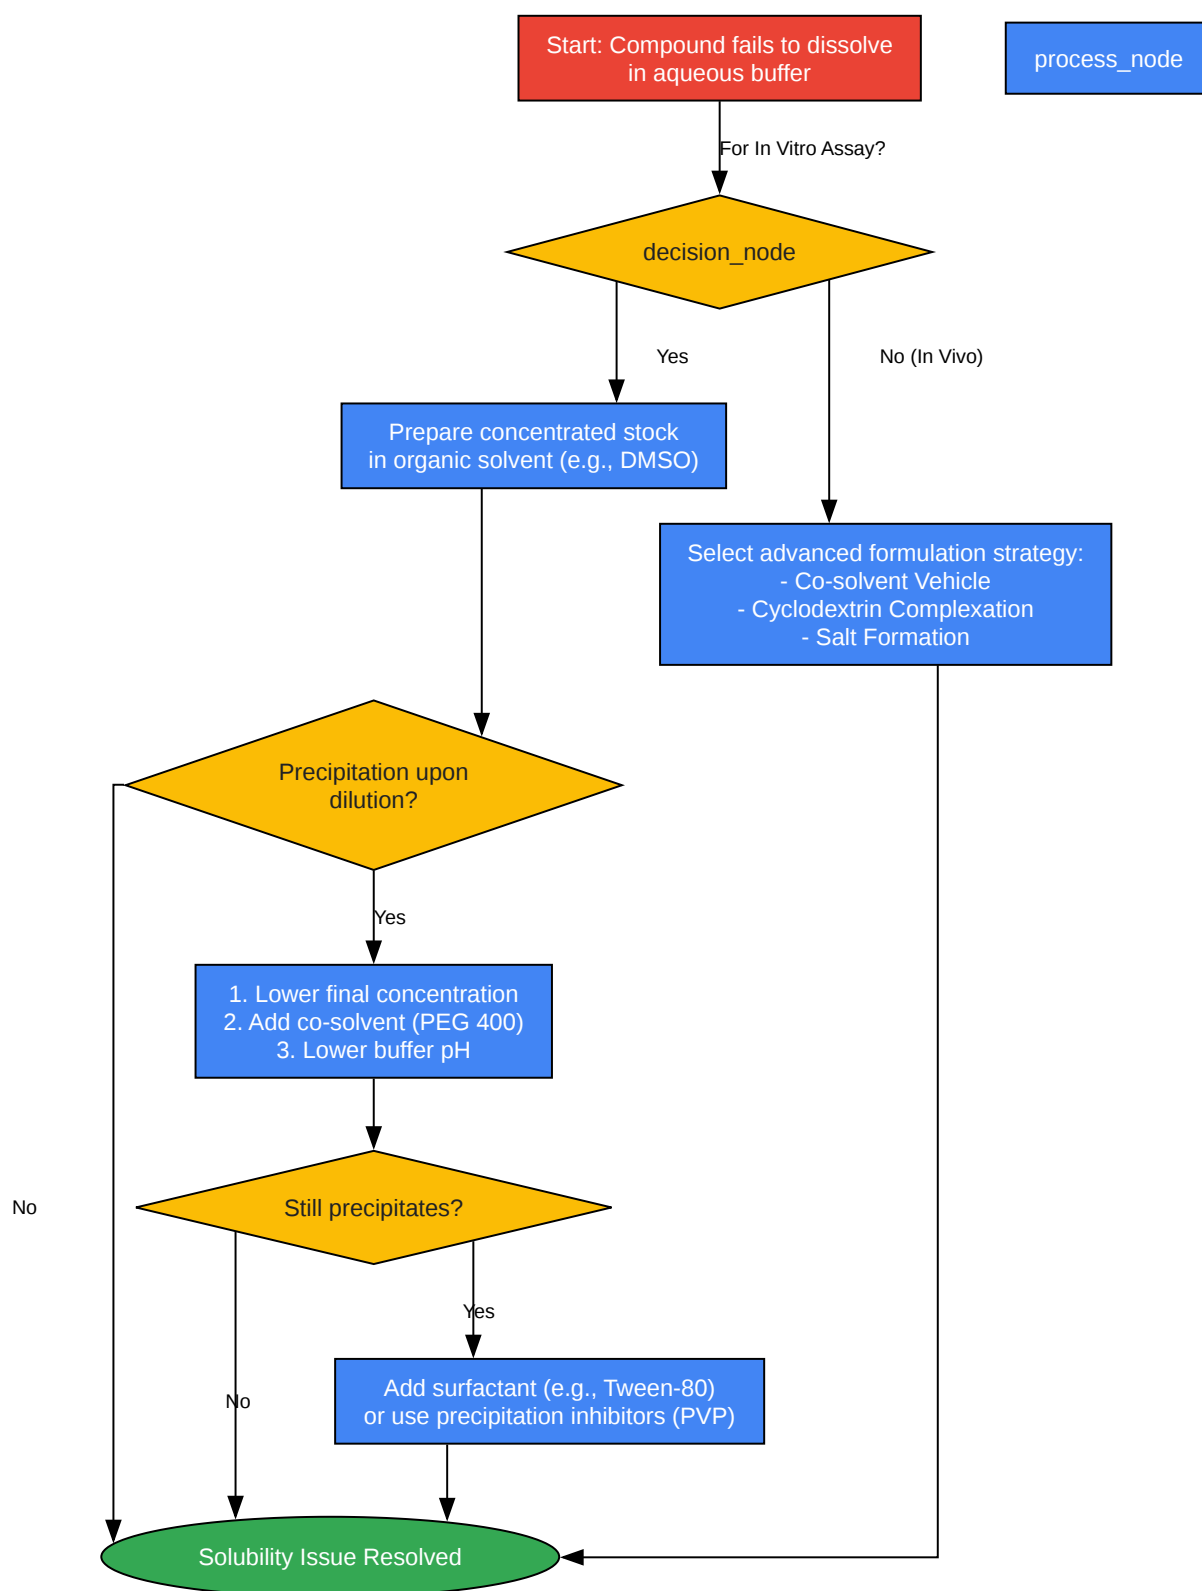 Start: Compound fails to dissolve
in aqueous buffer
process_node
For In Vitro Assay?
decision_node
Yes
No (In Vivo)
Prepare concentrated stock
in organic solvent (e.g., DMSO)
Select advanced formulation strategy:
- Co-solvent Vehicle
- Cyclodextrin Complexation
- Salt Formation
Precipitation upon
dilution?
Yes
1. Lower final concentration
2. Add co-solvent (PEG 400)
3. Lower buffer pH
Still precipitates?
No
Yes
Add surfactant (e.g., Tween-80)
or use precipitation inhibitors (PVP)
No
Solubility Issue Resolved